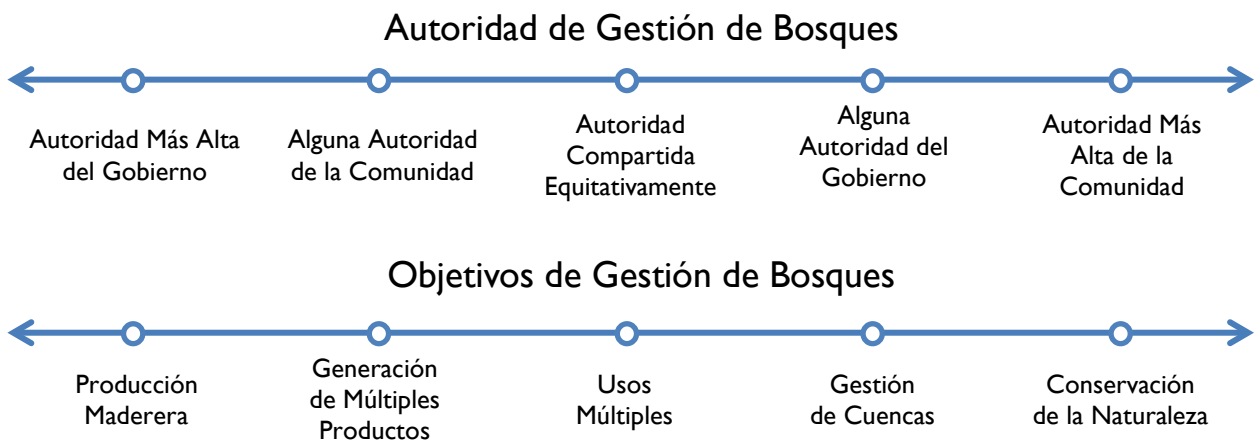 Autoridad de Gestión de Bosques
Autoridad Más Alta
del Gobierno
Alguna Autoridad
de la Comunidad
Autoridad
Compartida
Equitativamente
Alguna
Autoridad del
Gobierno
Autoridad Más
Alta de la
Comunidad
Objetivos de Gestión de Bosques
Producción
Maderera
Generación
de Múltiples
Productos
Usos
Múltiples
Gestión
de Cuencas
Conservación
de la Naturaleza